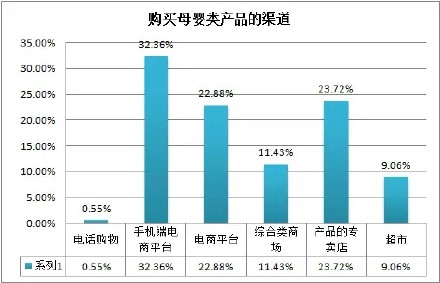 购买母婴类产品的渠道
35.00%
30.00%
25.00%
20.00%
15.00%
10.00%
5.00%
0.00%
0.55%
32.36%
22.88%
11.43%
23.72%
9.06%
电话购物
手机端电
商平台
电商平台
综合类商
场
产品的专
卖店
超市
系列1 0.55% 32.36% 22.88% 11.43% 23.72% 9.06%